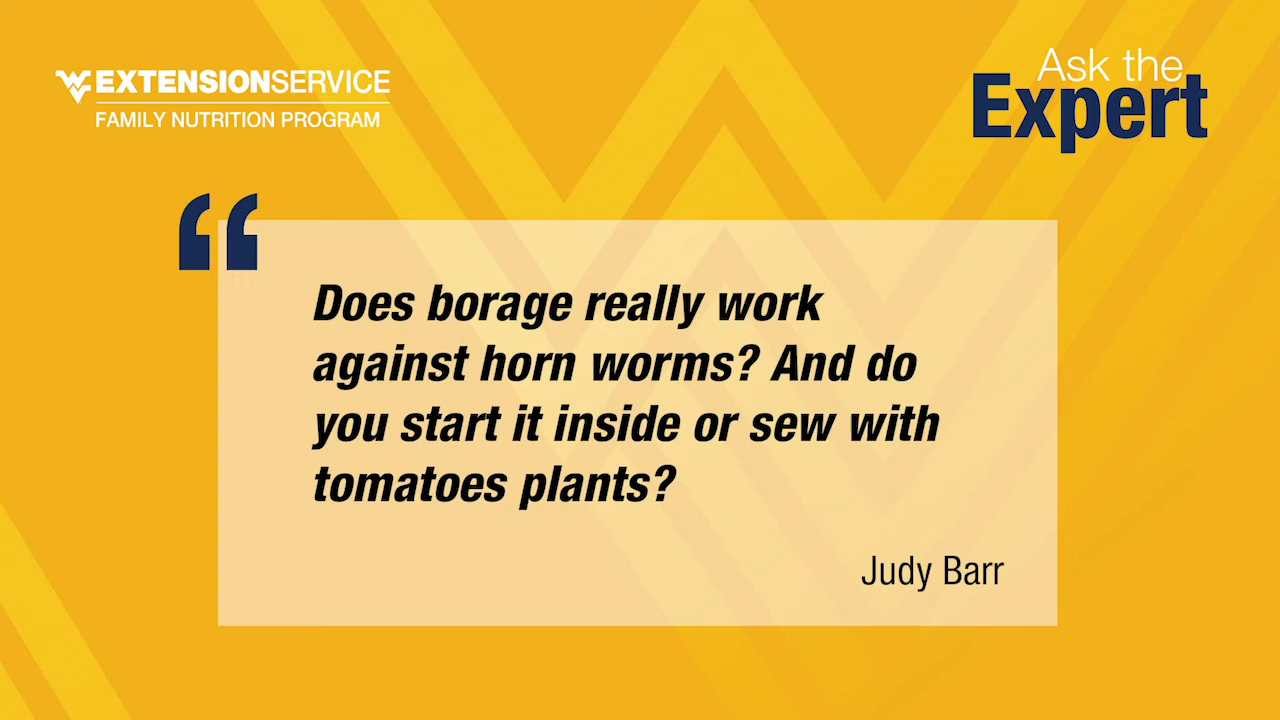 EXTENSIONSERVICE
FAMILY NUTRITION PROGRAM
Ask the
Expert
“
Does borage really work
against horn worms? And do
you start it inside or sew with
tomatoes plants?
Judy Barr